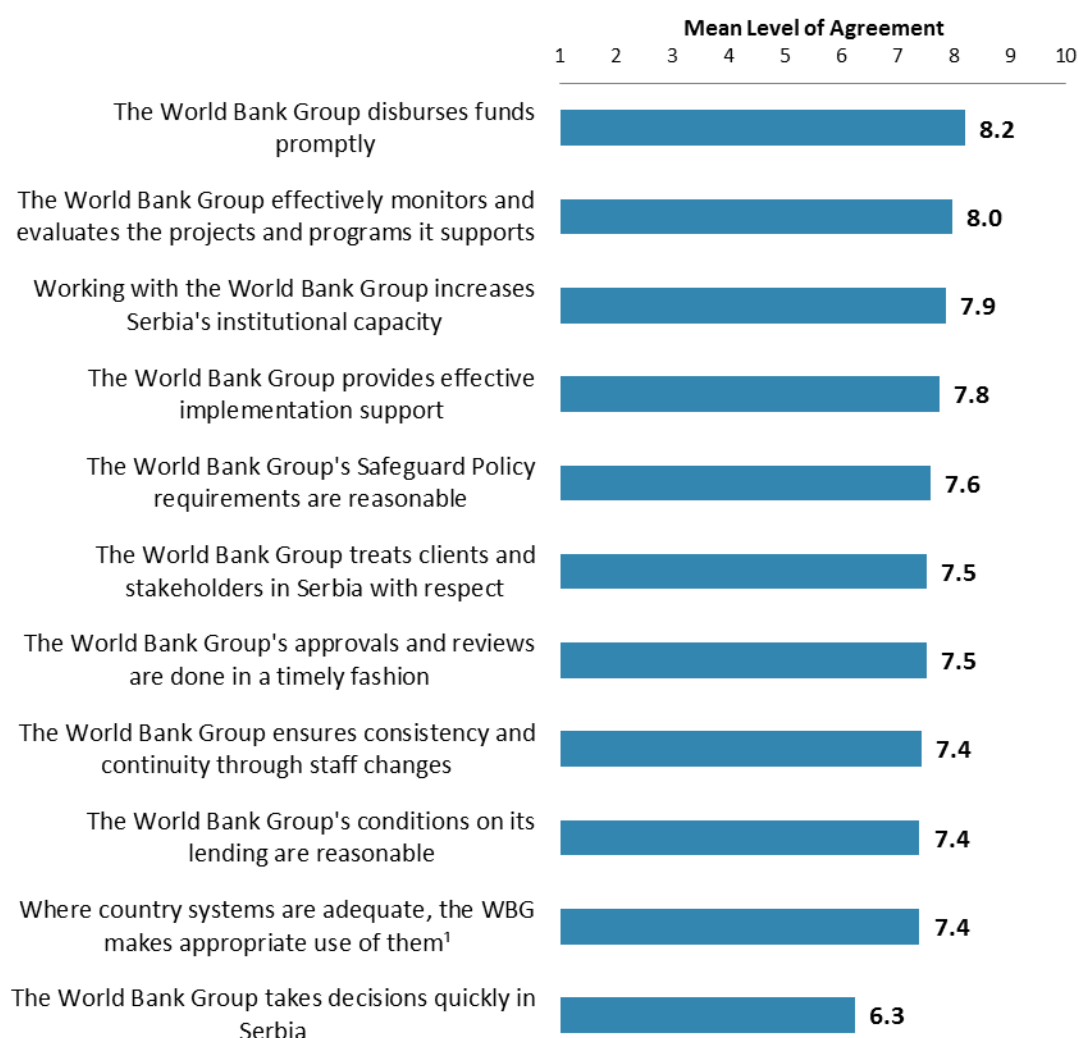 Mean Level of Agreement
1 2 3 4 5 6 7 8 9 10
The World Bank Group disburses funds
promptly
8.2
The World Bank Group effectively monitors and
evaluates the projects and programs it supports
8.0
Working with the World Bank Group increases
Serbia's institutional capacity
7.9
The World Bank Group provides effective
implementation support
7.8
The World Bank Group's Safeguard Policy
requirements are reasonable
7.6
The World Bank Group treats clients and
stakeholders in Serbia with respect
7.5
The World Bank Group's approvals and reviews
are done in a timely fashion
7.5
The World Bank Group ensures consistency and
continuity through staff changes
7.4
The World Bank Group's conditions on its
lending are reasonable
7.4
Where country systems are adequate, the WBG
makes appropriate use of them¹
7.4
The World Bank Group takes decisions quickly in
Serbia
6.3